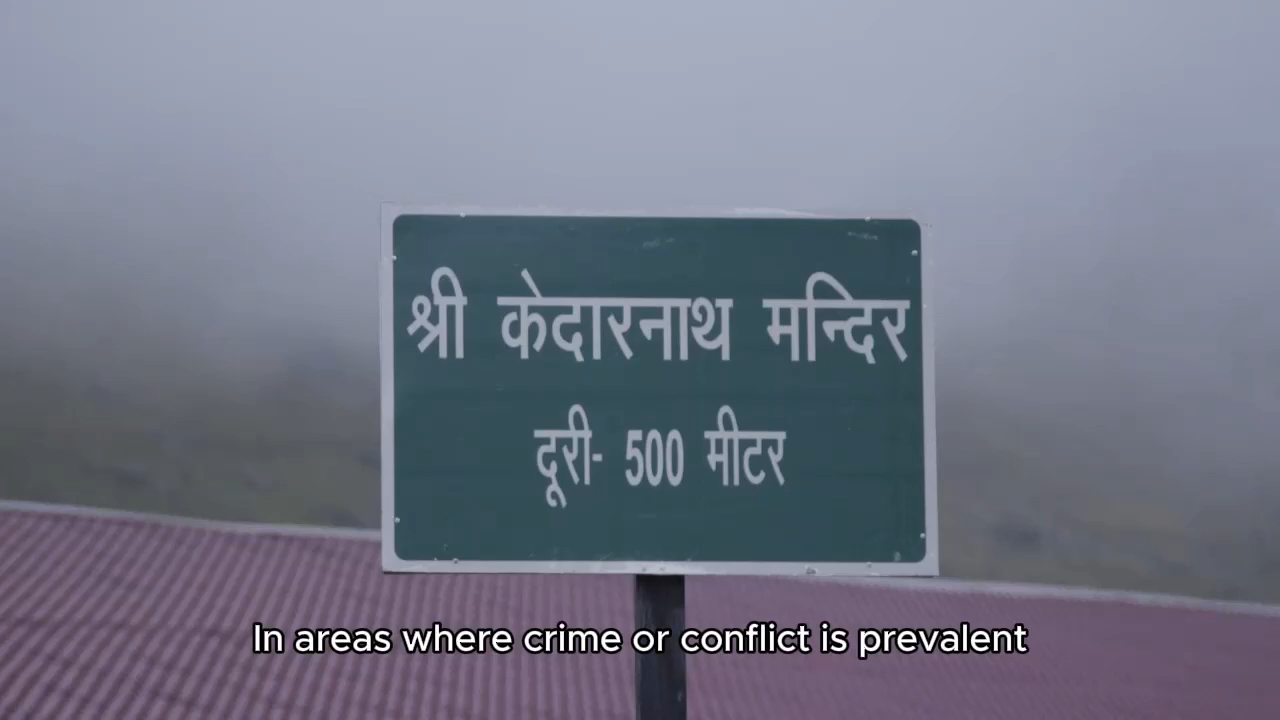 श्री केदारनाथ मन्दिर
दूरी- 500 मीटर
In areas where crime or conflict is prevalent